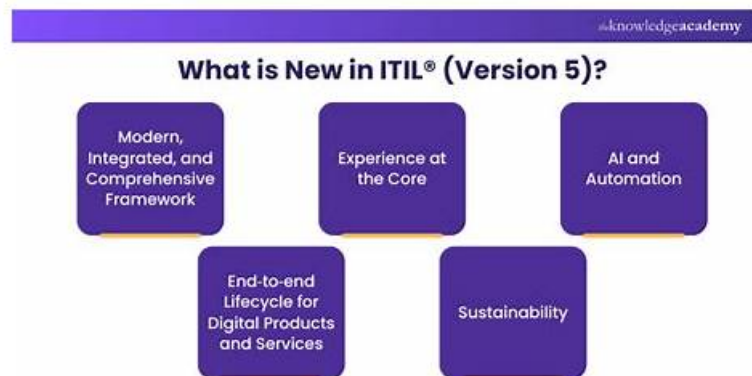 theknowledgeacademy
What is New in ITIL® (Version 5)?
Modern,
Integrated, and
Comprehensive
Framework
Experience at
the Core
AI and
Automation
End-to-end
Lifecycle for
Digital Products
and Services
Sustainability